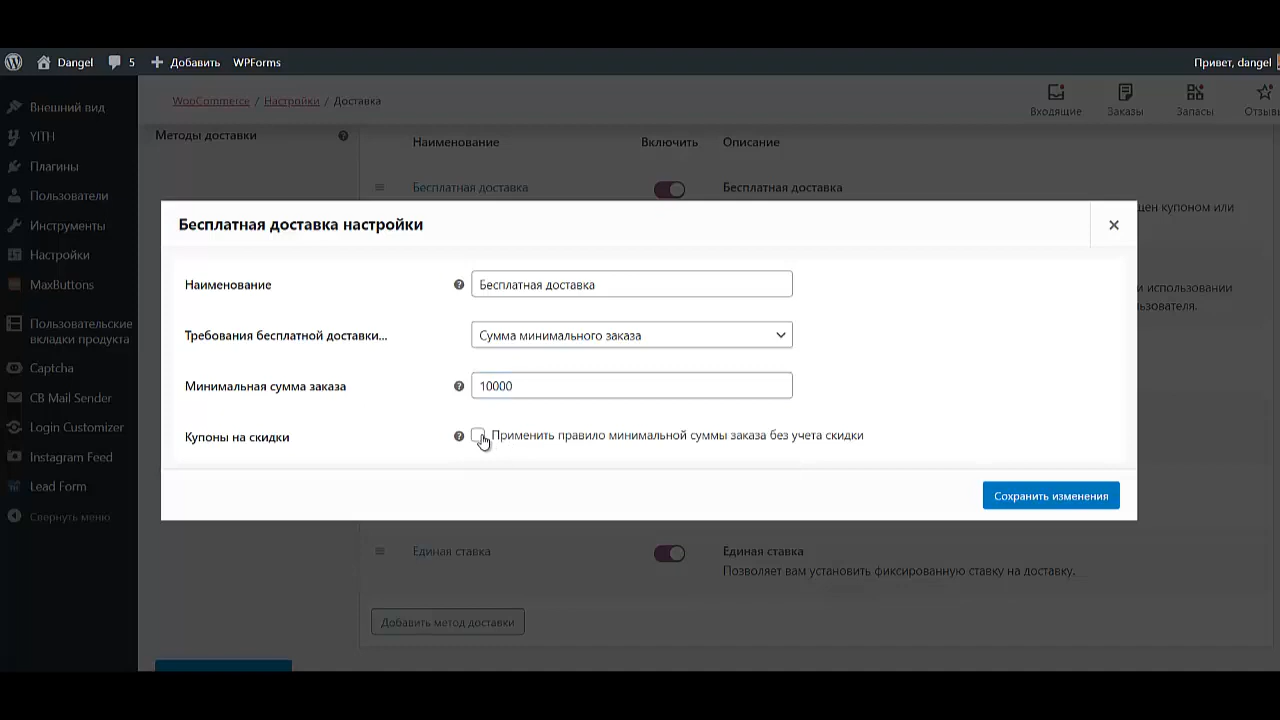 Dangel 5 Добавить WPForms Привет, dangel
Внешний вид
YITH
Плагины
Пользователи
Инструменты
Настройки
MaxButtons
Пользовательские
вкладки продукта
Captcha
CB Mail Sender
Login Customizer
Instagram Feed
Lead Form
Свернуть меню
WooCommerce / Настройки / Доставка
Входящие Заказы Запасы Отзывы
Методы доставки
Наименование Включить Описание
Бесплатная доставка Бесплатная доставка
купоном или
Бесплатная доставка настройки
Наименование Бесплатная доставка
Требования бесплатной доставки... Сумма минимального заказа
и использовании
Минимальная сумма заказа 10000
Купоны на скидки Применить правило минимальной суммы заказа без учета скидки
Сохранить изменения
Единая ставка Единая ставка
Позволяет вам установить фиксированную ставку на доставку.
Добавить метод доставки